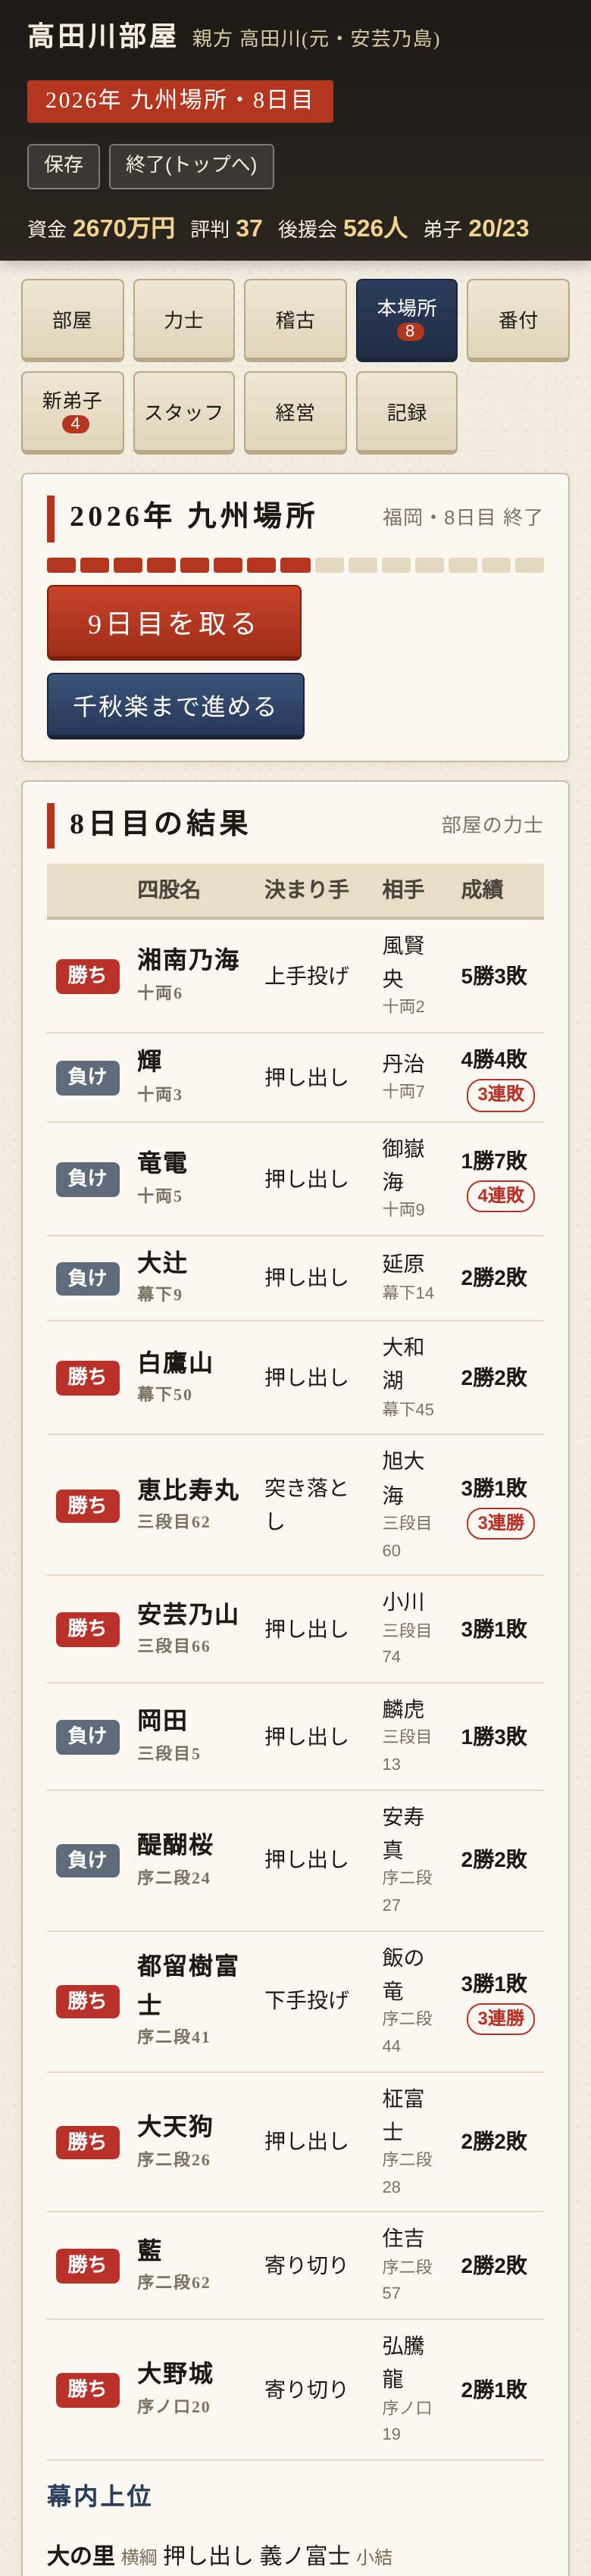 高田川部屋 親方 高田川(元・安芸乃島)
2026年 九州場所・8日目
保存 終了(トップへ)
資金 2670万円 評判 37 後援会 526人 弟子 20/23
部屋 力士 稽古 本場所 番付
8
新弟子 スタッフ 経営 記録
4
2026年 九州場所 福岡・8日目 終了
9日目を取る
千秋楽まで進める
8日目の結果 部屋の力士
四股名 決まり手 相手 成績
勝ち 湘南乃海 十両6 上手投げ 風賢央 十両2 5勝3敗
負け 輝 十両3 押し出し 丹治 十両7 4勝4敗 3連敗
負け 竜電 十両5 押し出し 御嶽海 十両9 1勝7敗 4連敗
負け 大辻 幕下9 押し出し 延原 幕下14 2勝2敗
勝ち 白鷹山 幕下50 押し出し 大和湖 幕下45 2勝2敗
勝ち 恵比寿丸 三段目62 突き落とし 旭大海 三段目60 3勝1敗 3連勝
勝ち 安芸乃山 三段目66 押し出し 小川 三段目74 3勝1敗
負け 岡田 三段目5 押し出し 麟虎 三段目13 1勝3敗
負け 醍醐桜 序二段24 押し出し 安寿真 序二段27 2勝2敗
勝ち 都留樹富士 序二段41 下手投げ 飯の竜 序二段44 3勝1敗 3連勝
勝ち 大天狗 序二段26 押し出し 柾富士 序二段28 2勝2敗
勝ち 藍 序二段62 寄り切り 住吉 序二段57 2勝2敗
勝ち 大野城 序ノ口20 寄り切り 弘騰龍 序ノ口19 2勝1敗
幕内上位
大の里 横綱 押し出し 義ノ富士 小結